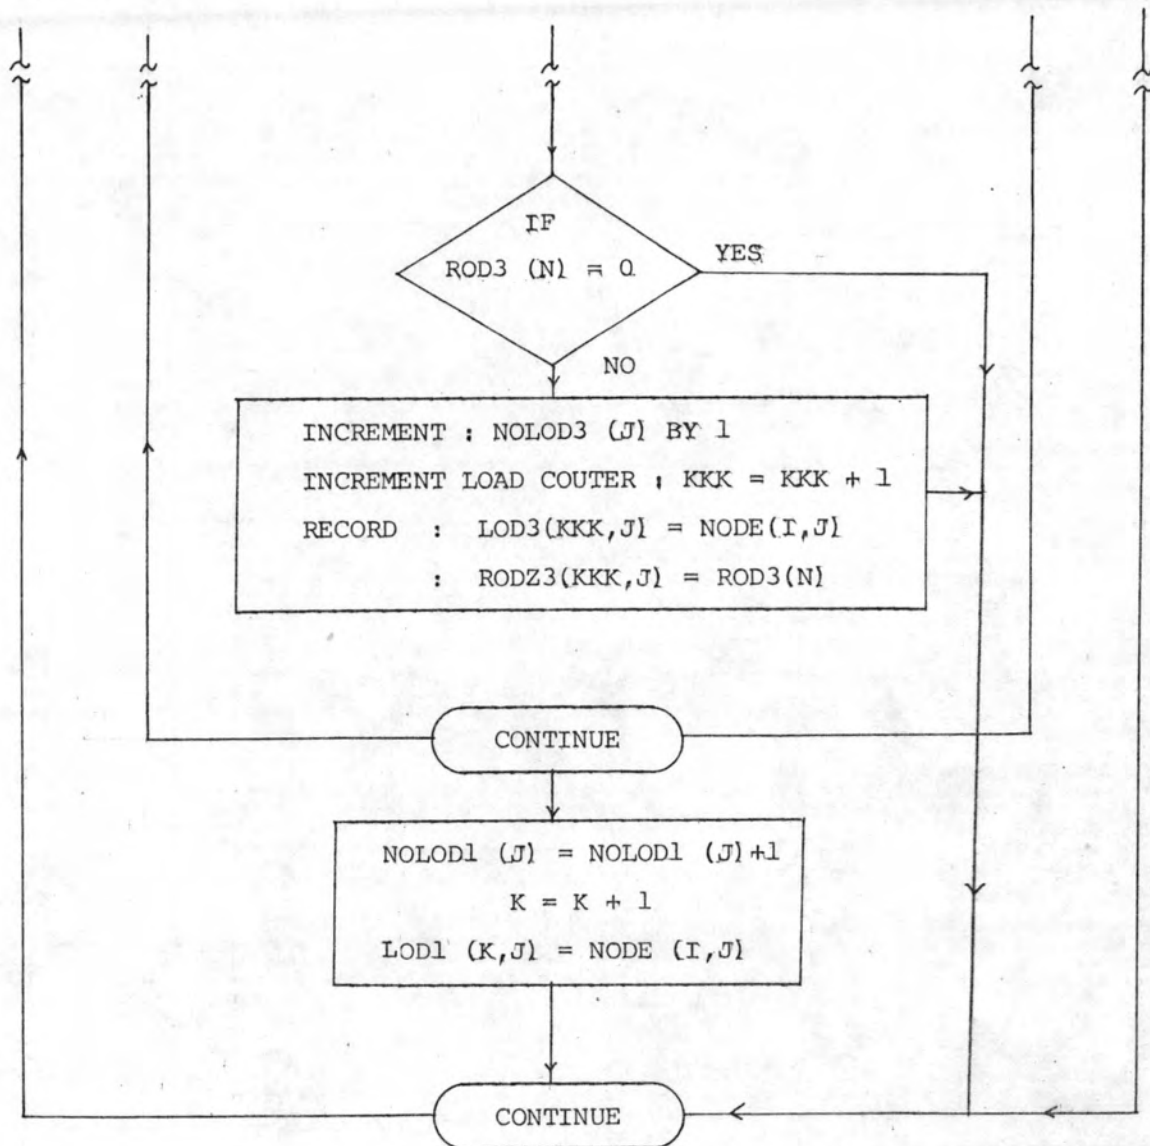 IF
ROD3 (N) = 0
YES
NO
INCREMENT : NOLOD3 (J) BY 1
INCREMENT LOAD COUTER : KKK = KKK + 1
RECORD : LOD3(KKK,J) = NODE(I,J)
: RODZ3(KKK,J) = ROD3(N)
CONTINUE
NOLOD1 (J) = NOLOD1 (J)+1
K = K + 1
LOD1 (K,J) = NODE (I,J)
CONTINUE